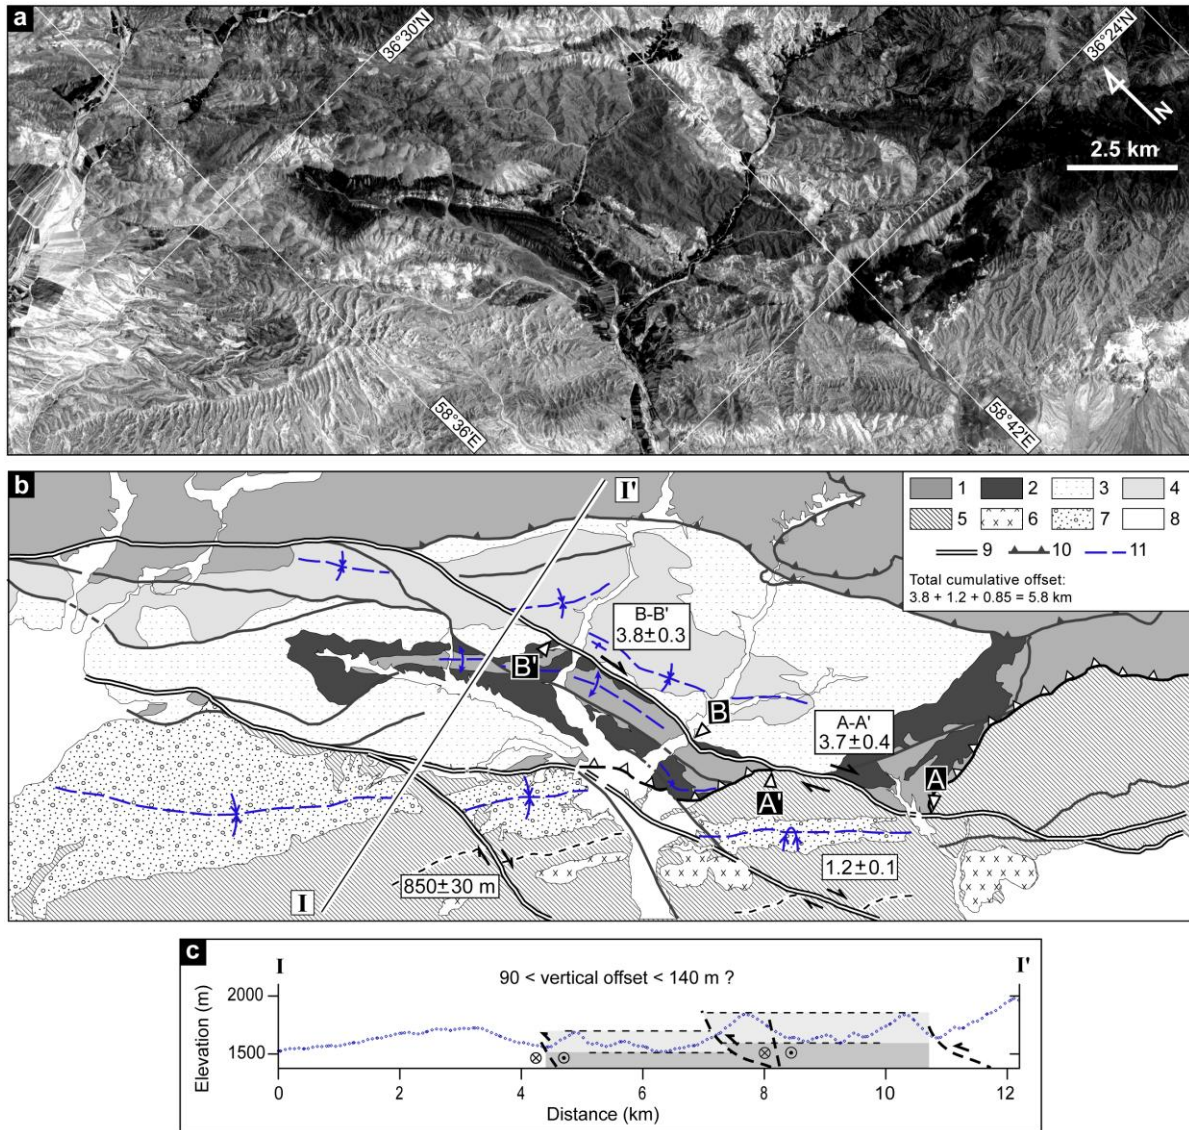 a
36°30'N
36°24'N
N
2.5 km
58°36'E
58°42'E
b
I'
1 2 3 4
5 6 7 8
9 10 11
Total cumulative offset:
3.8 + 1.2 + 0.85 = 5.8 km
B-B'
3.8±0.3
B'
B
A-A'
3.7±0.4
A
A'
850±30 m
1.2±0.1
I
c
I I'
90 < vertical offset < 140 m ?
2000
1500
Elevation (m)
0 2 4 6 8 10 12
Distance (km)